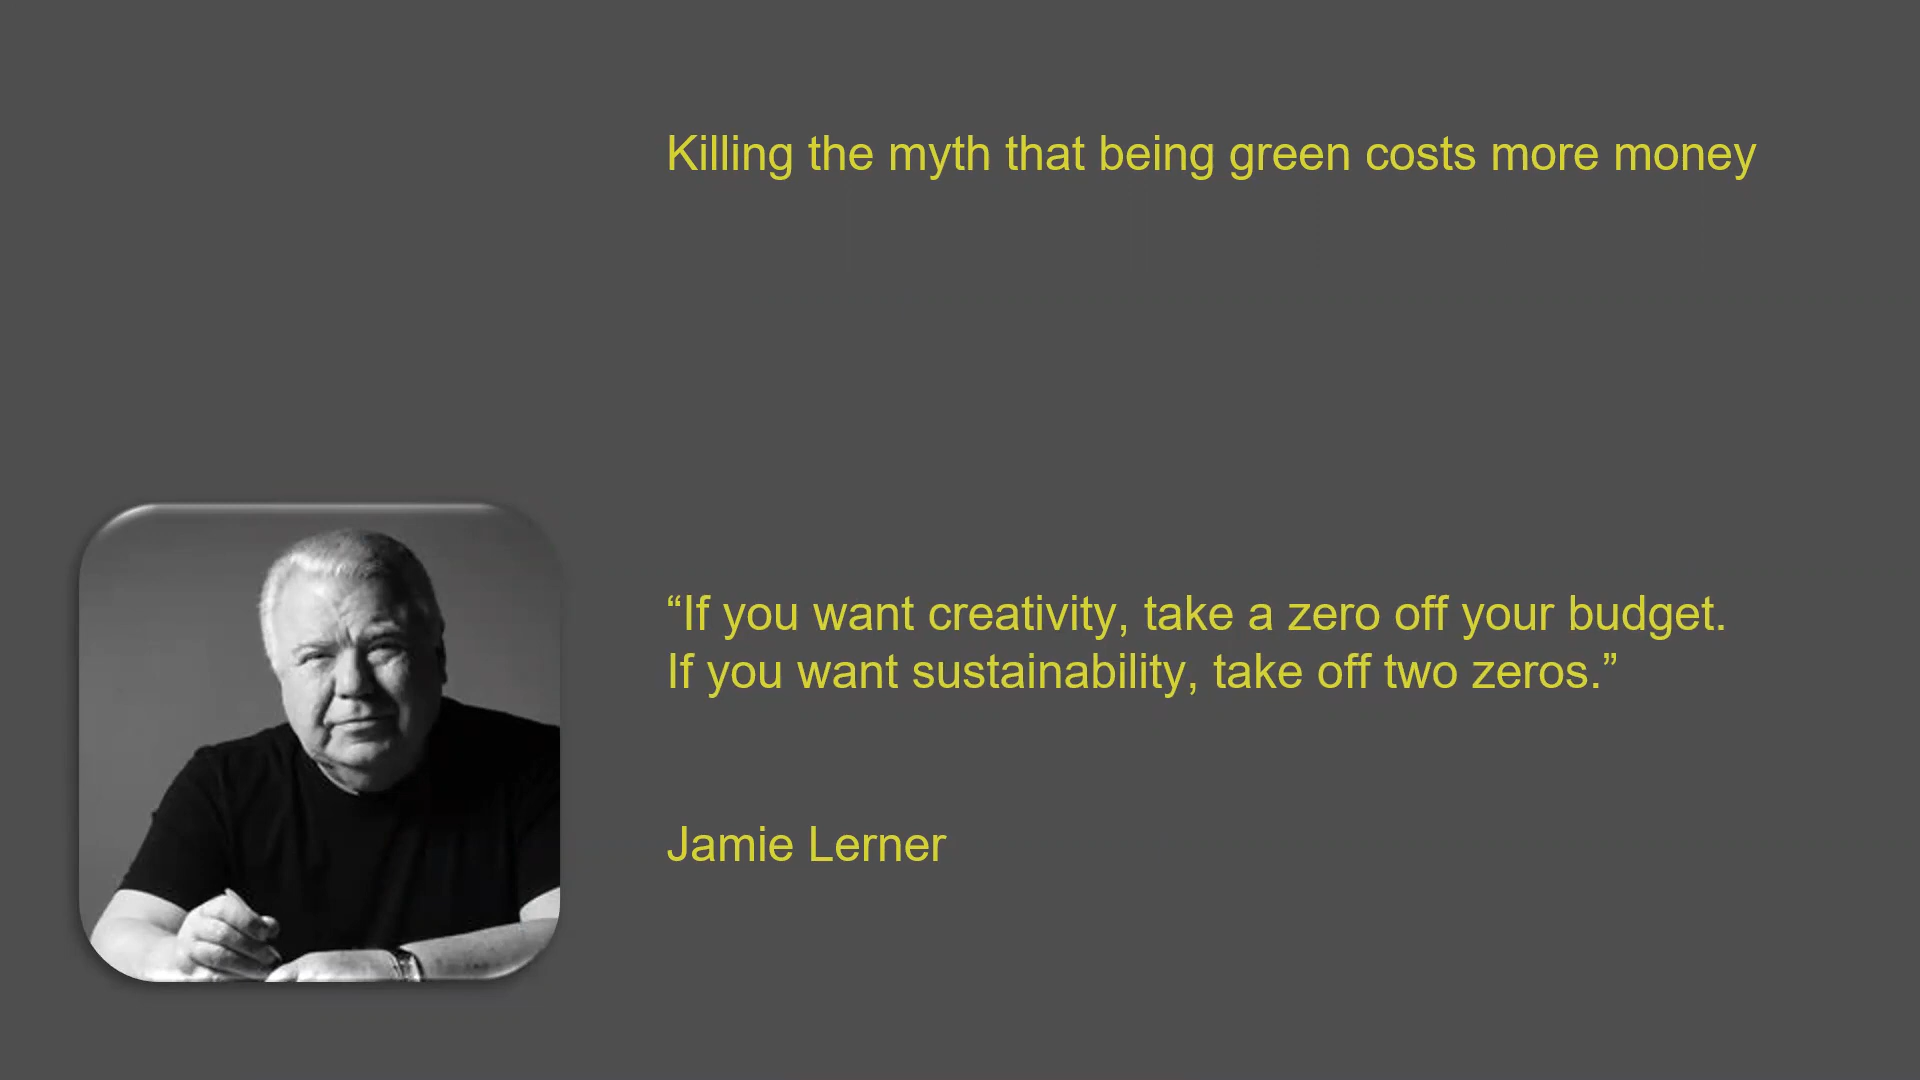 Killing the myth that being green costs more money
“If you want creativity, take a zero off your budget.
If you want sustainability, take off two zeros.”
Jamie Lerner